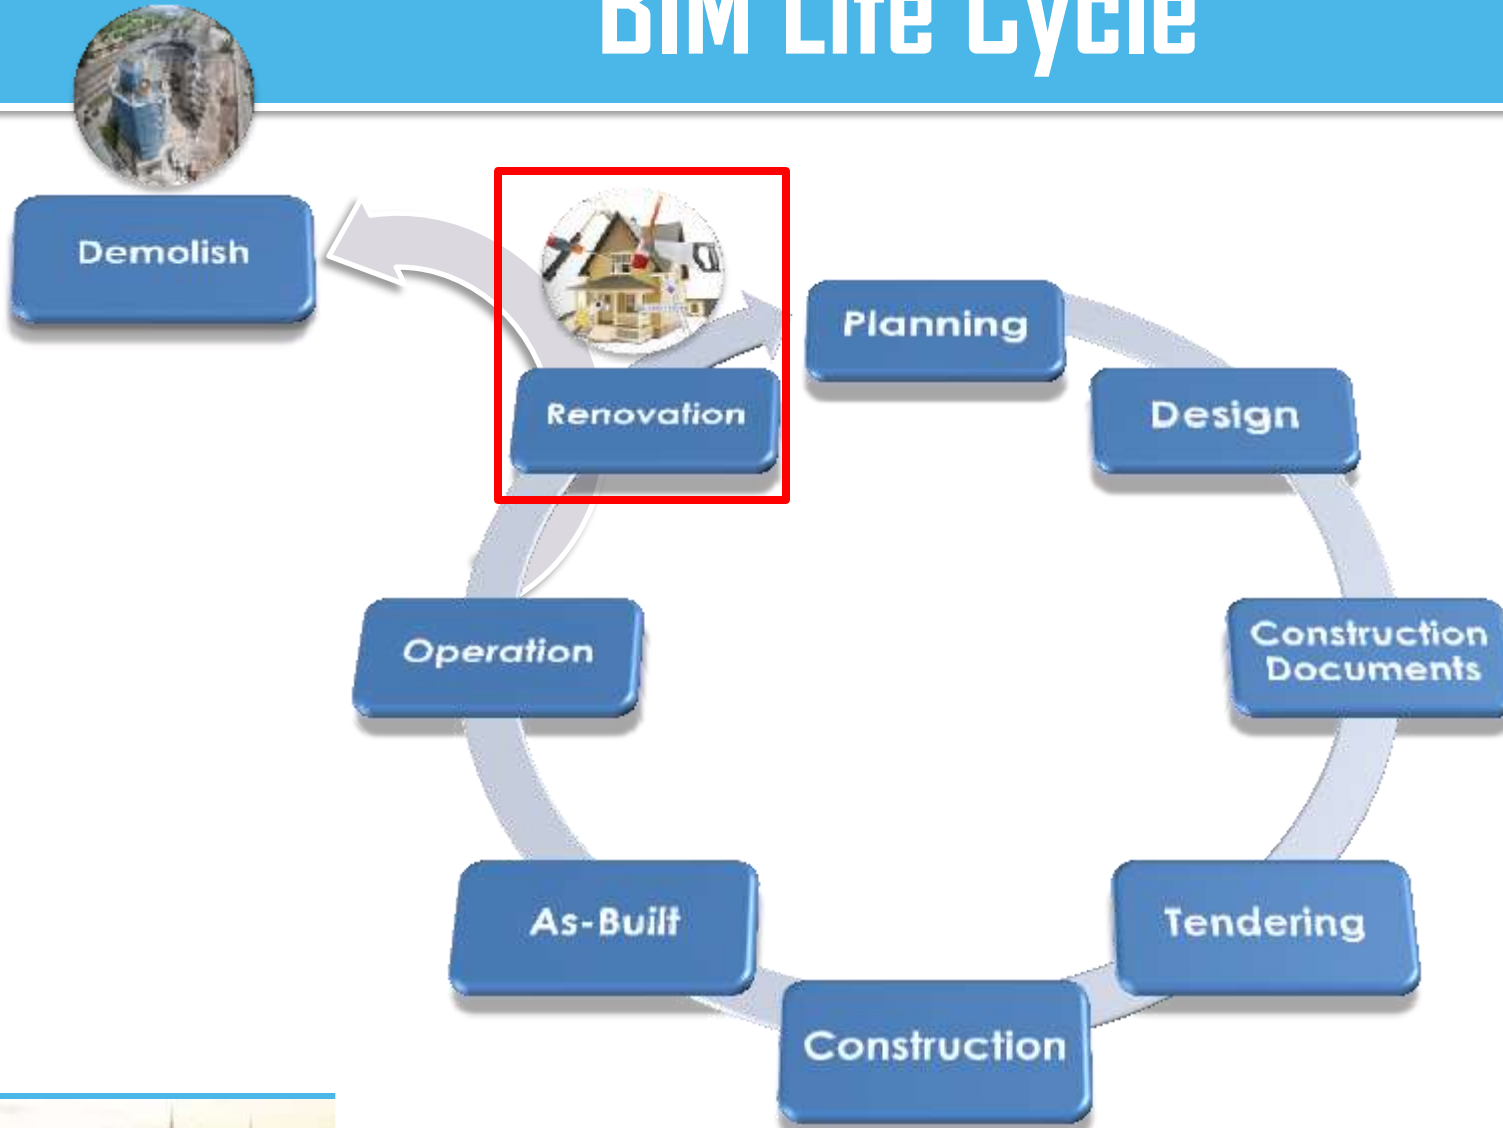 BIM Life Cycle
Demolish
Planning
Renovation
Design
Operation
Construction
Documents
As-Built
Tendering
Construction